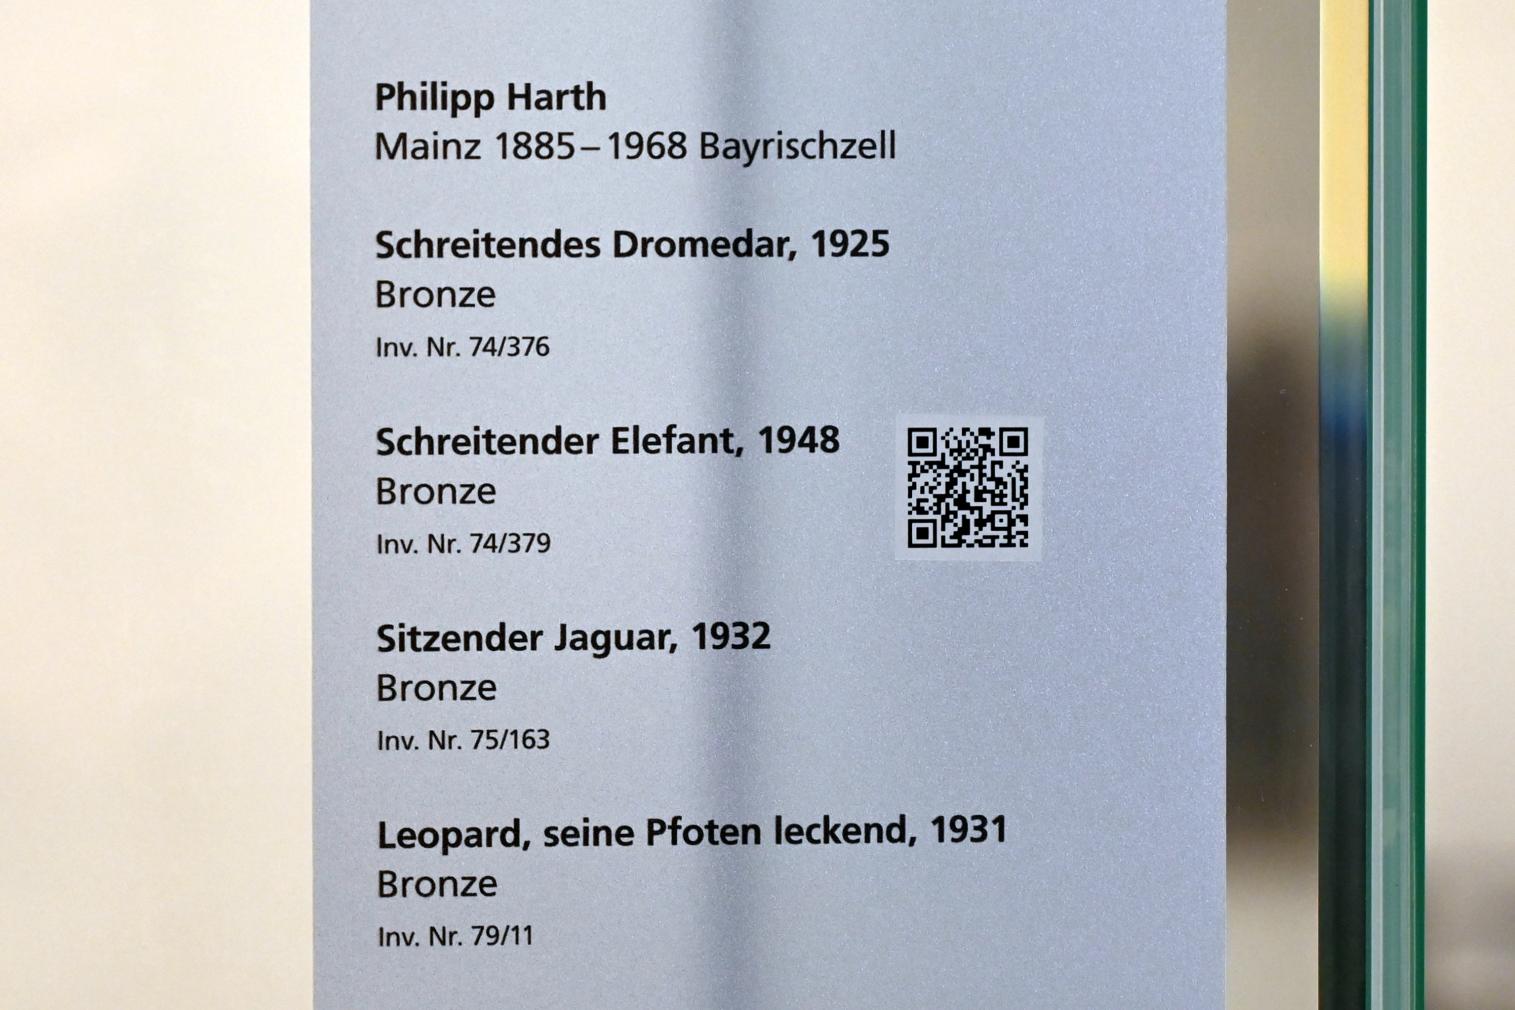 Philipp Harth
Mainz 1885 – 1968 Bayrischzell
Schreitendes Dromedar, 1925
Bronze
Inv. Nr. 74/376
Schreitender Elefant, 1948
Bronze
Inv. Nr. 74/379
Sitzender Jaguar, 1932
Bronze
Inv. Nr. 75/163
Leopard, seine Pfoten leckend, 1931
Bronze
Inv. Nr. 79/11